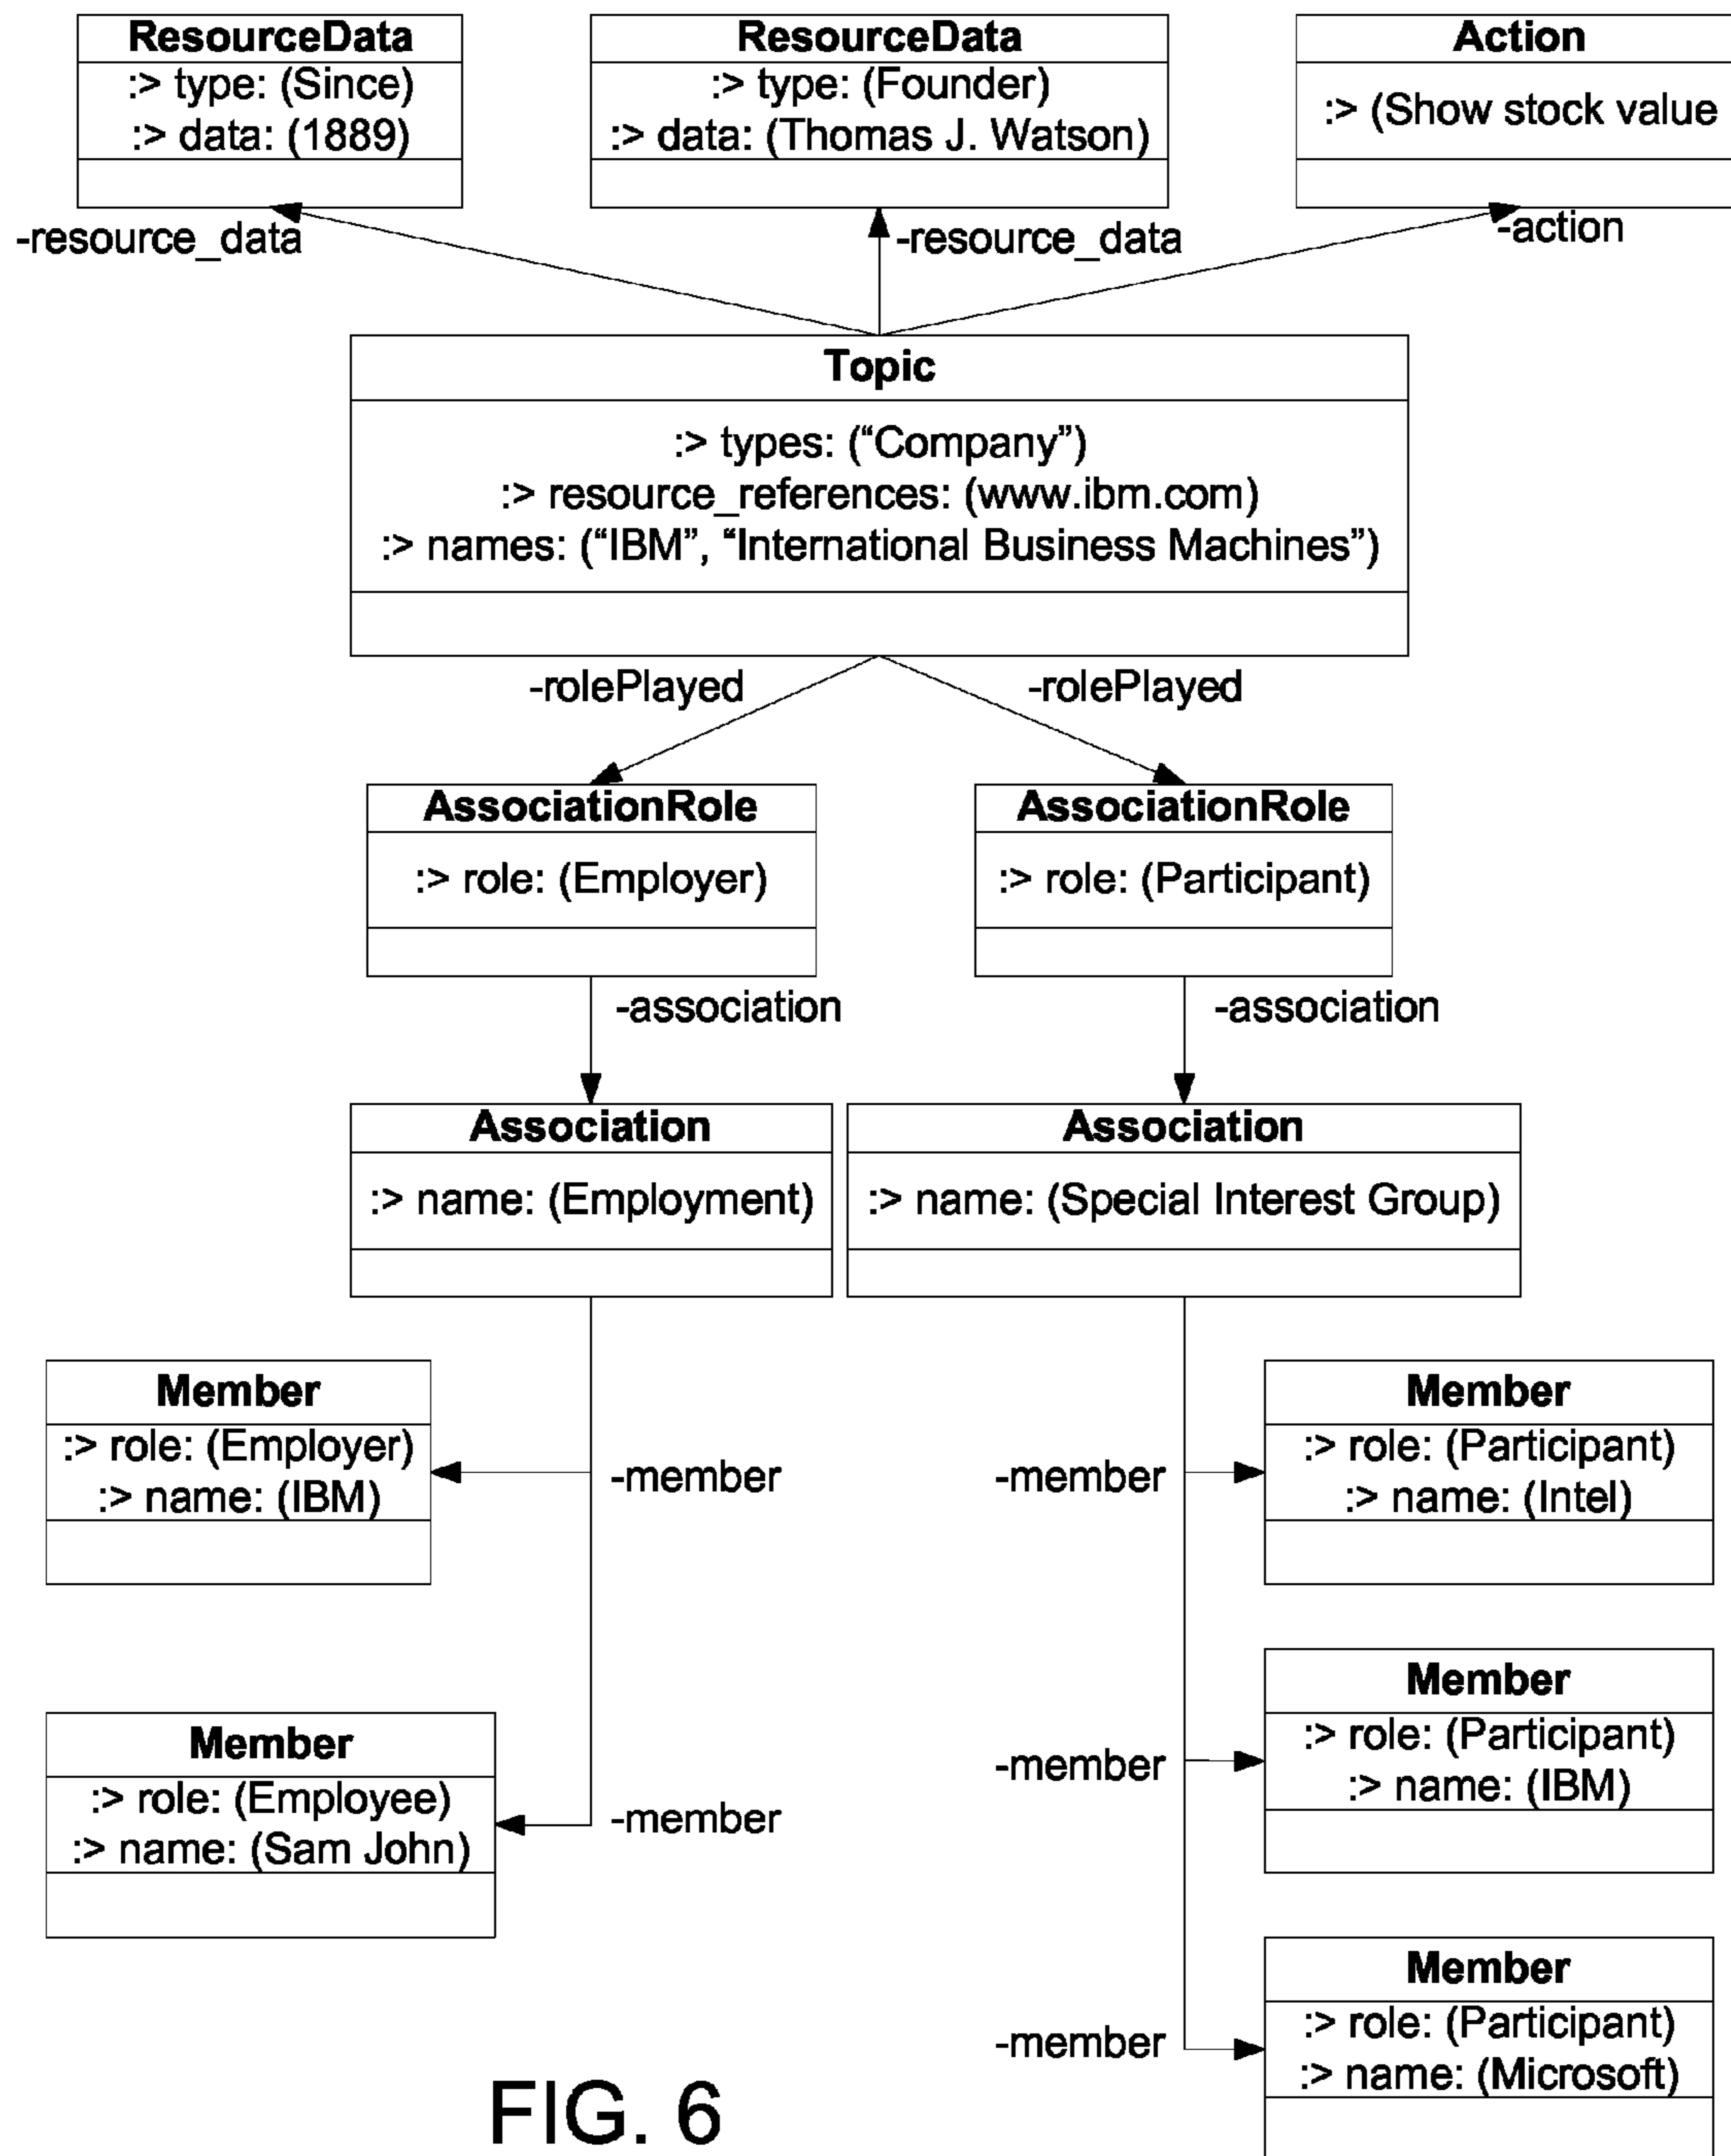 ResourceData
:> type: (Since)
:> data: (1889)
ResourceData
:> type: (Founder)
:> data: (Thomas J. Watson)
Action
:> (Show stock value
-resource_data
-resource_data
-action
Topic
:> types: (“Company”)
:> resource_references: (www.ibm.com)
:> names: (“IBM”, “International Business Machines”)
-rolePlayed
-rolePlayed
AssociationRole
:> role: (Employer)
AssociationRole
:> role: (Participant)
-association
-association
Association
:> name: (Employment)
Association
:> name: (Special Interest Group)
Member
:> role: (Employer)
:> name: (IBM)
-member
-member
Member
:> role: (Participant)
:> name: (Intel)
Member
:> role: (Employee)
:> name: (Sam John)
-member
-member
Member
:> role: (Participant)
:> name: (IBM)
-member
Member
:> role: (Participant)
:> name: (Microsoft)
FIG. 6